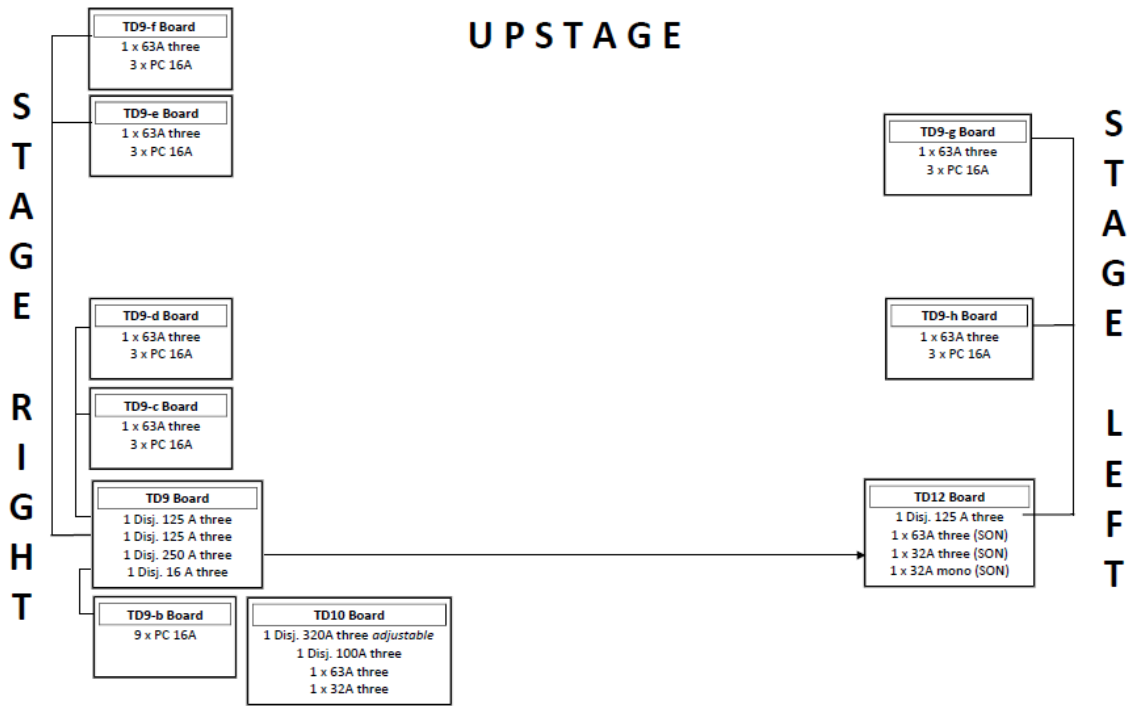 UPSTAGE
STAGE RIGHT
TD9-f Board
1 x 63A three
3 x PC 16A
TD9-e Board
1 x 63A three
3 x PC 16A
TD9-d Board
1 x 63A three
3 x PC 16A
TD9-c Board
1 x 63A three
3 x PC 16A
TD9 Board
1 Disj. 125 A three
1 Disj. 125 A three
1 Disj. 250 A three
1 Disj. 16 A three
TD9-b Board
9 x PC 16A
TD10 Board
1 Disj. 320A three adjustable
1 Disj. 100A three
1 x 63A three
1 x 32A three
TD9-g Board
1 x 63A three
3 x PC 16A
TD9-h Board
1 x 63A three
3 x PC 16A
TD12 Board
1 Disj. 125 A three
1 x 63A three (SON)
1 x 32A three (SON)
1 x 32A mono (SON)
STAGE LEFT